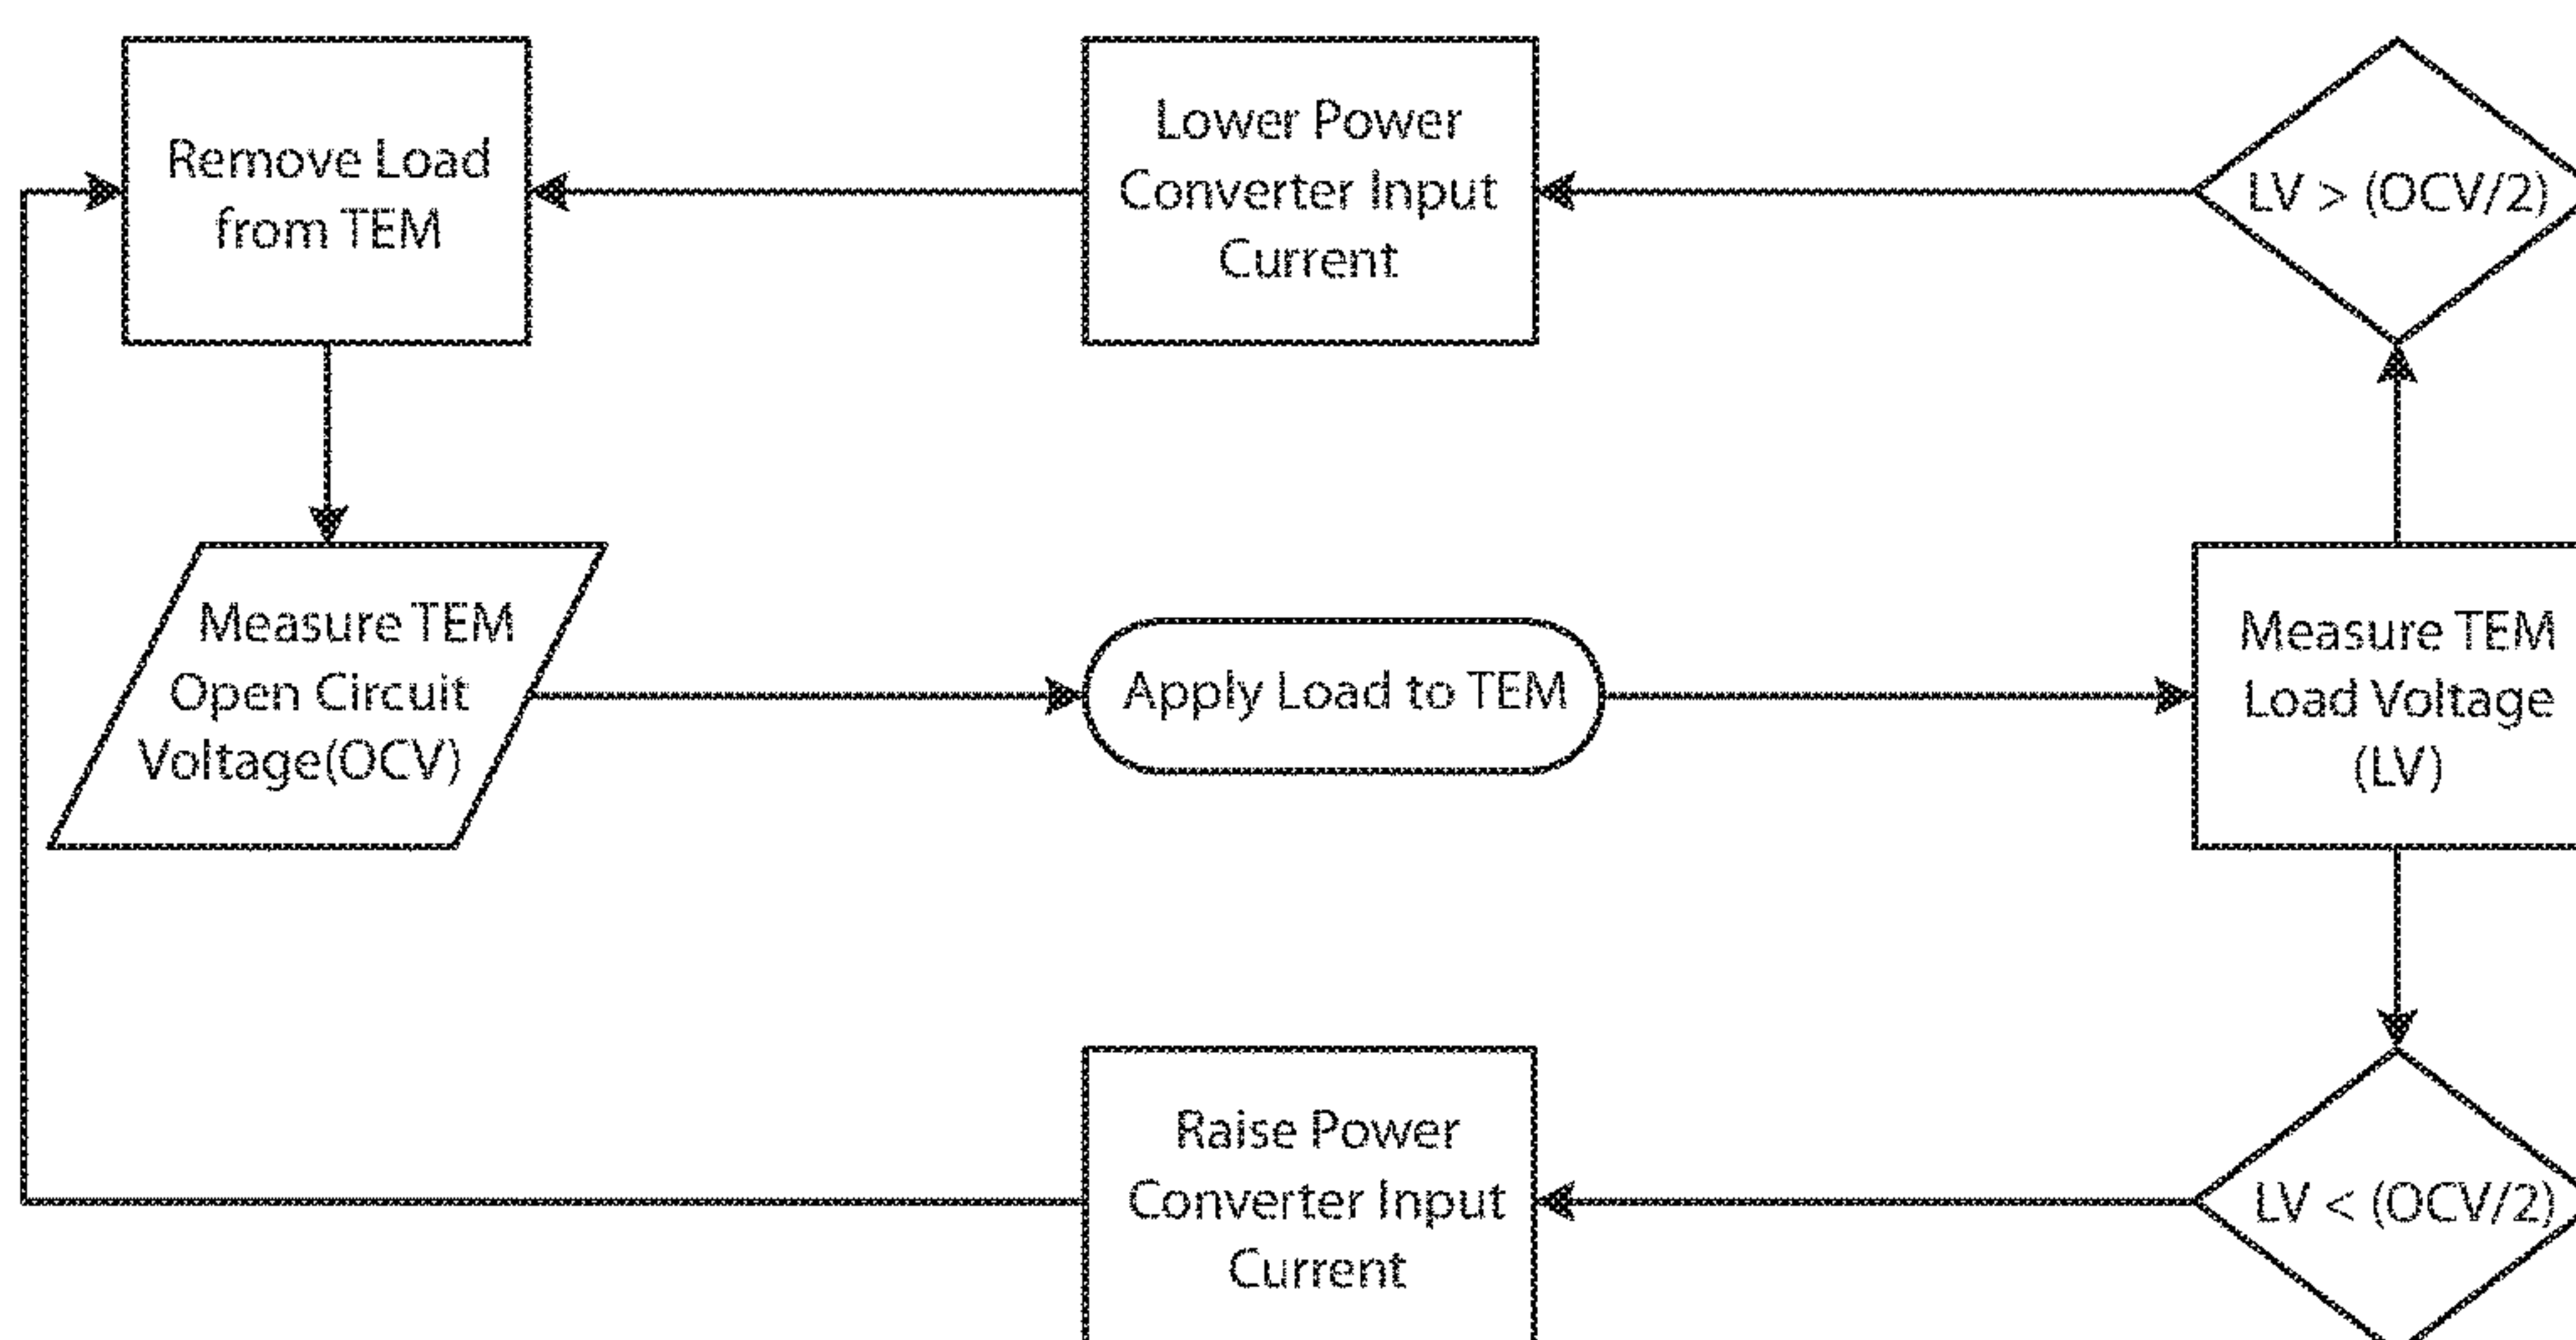 Remove Load
from TEM
Lower Power
Converter Input
Current
LV > (OCV/2)
Measure TEM
Open Circuit
Voltage(OCV)
Apply Load to TEM
Measure TEM
Load Voltage
(LV)
Raise Power
Converter Input
Current
LV < (OCV/2)